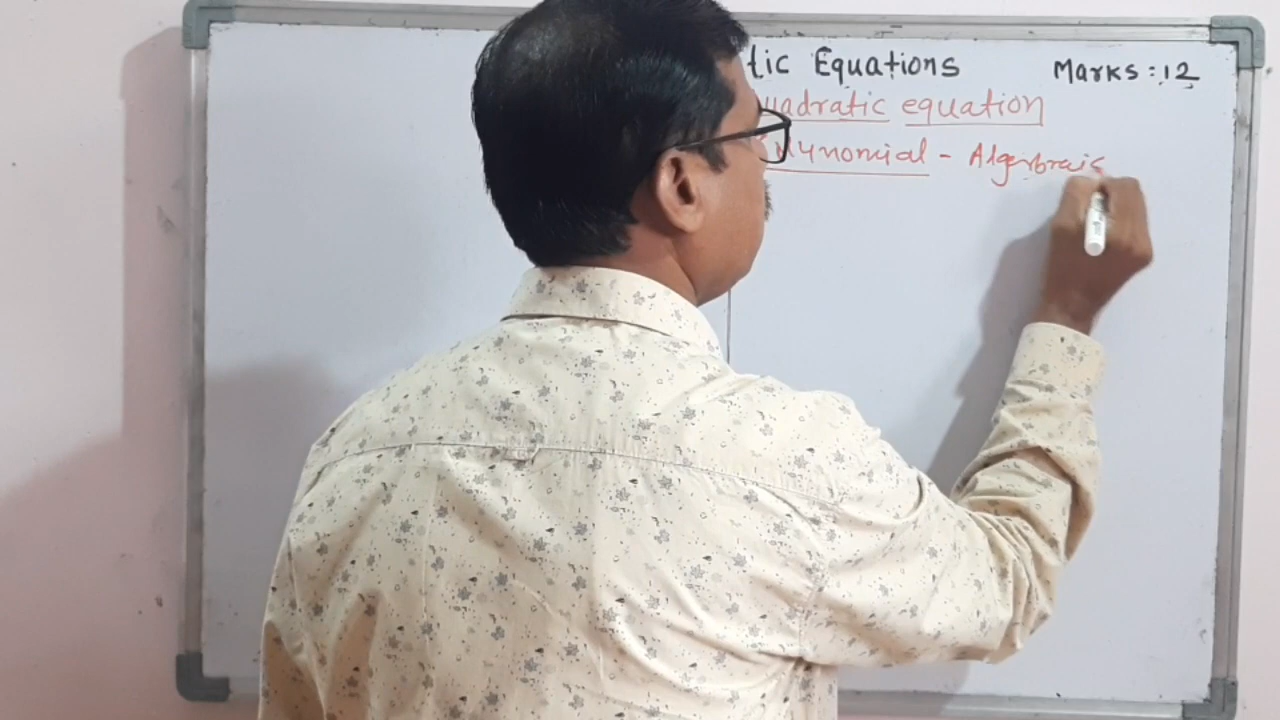 tic Equations Marks : 12
uadratic equation
lynomial - Algebraic